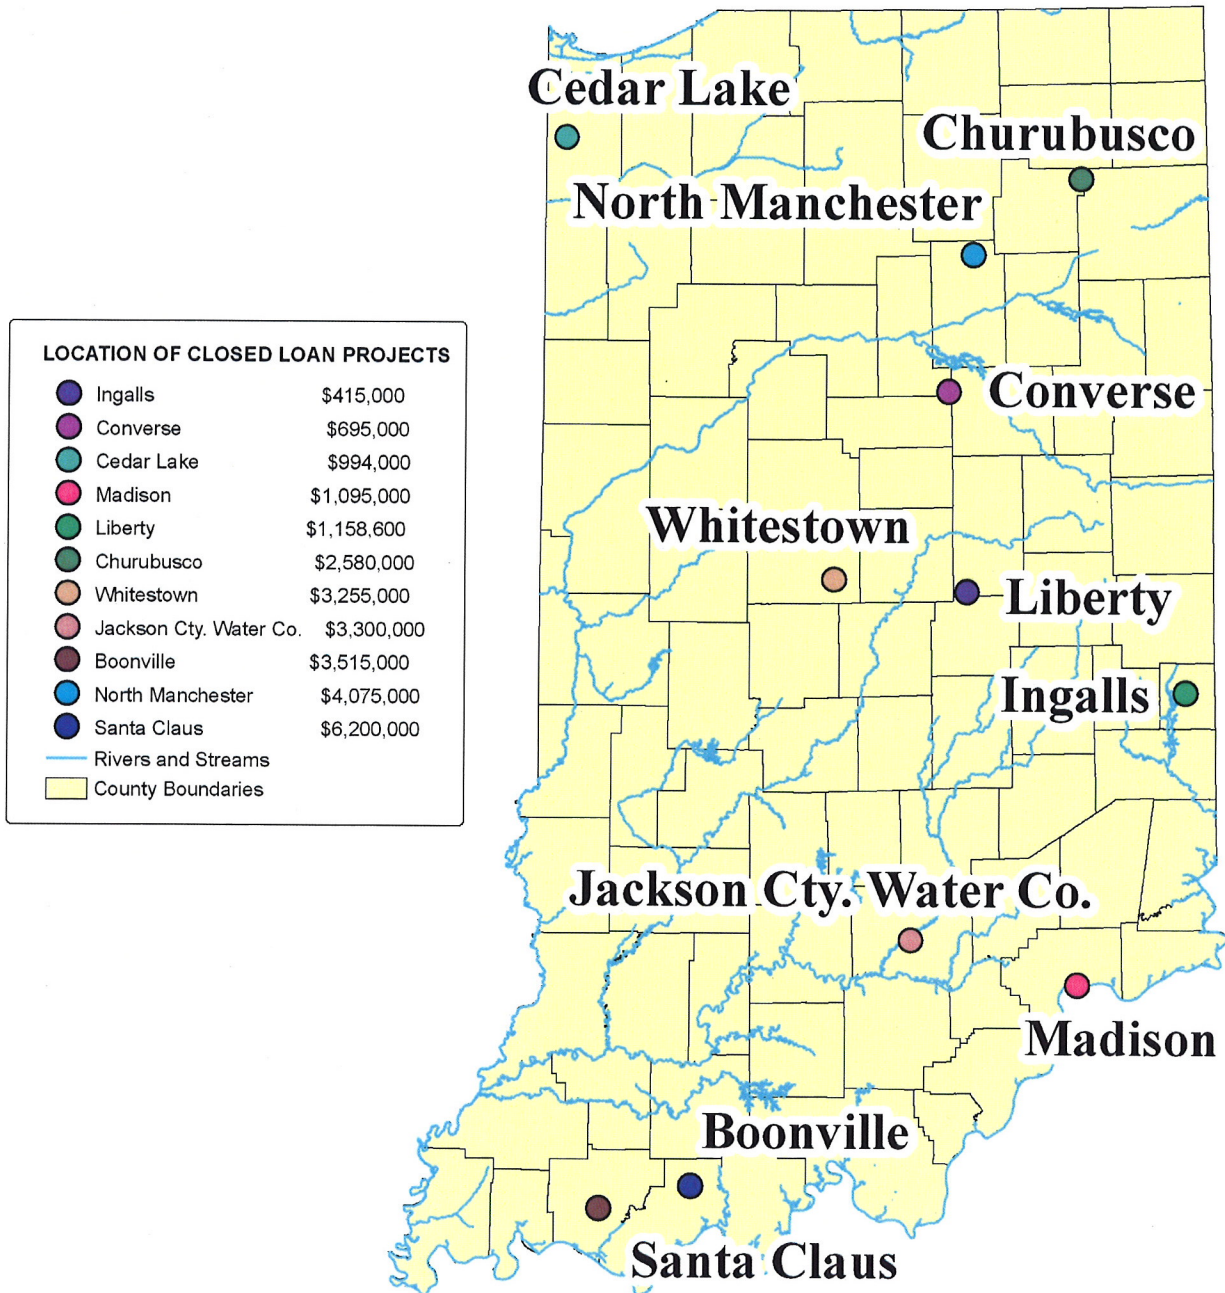 Cedar Lake
Churubusco
North Manchester
LOCATION OF CLOSED LOAN PROJECTS
Ingalls $415,000
Converse $695,000
Cedar Lake $994,000
Madison $1,095,000
Liberty $1,158,600
Churubusco $2,580,000
Whitestown $3,255,000
Jackson Cty. Water Co. $3,300,000
Boonville $3,515,000
North Manchester $4,075,000
Santa Claus $6,200,000
Rivers and Streams
County Boundaries
Converse
Whitestown
Liberty
Ingalls
Jackson Cty. Water Co.
Madison
Boonville
Santa Claus